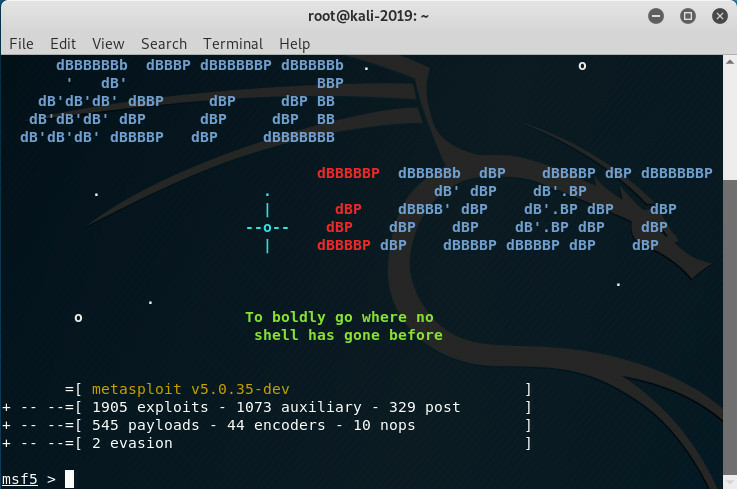 root@kali-2019: ~
File Edit View Search Terminal Help
dBBBBBBb  dBBBP dBBBBBBP dBBBBBb  .                       o
' dB' BBP
dB'dB'dB' dBBP dBP dBP BB
dB'dB'dB' dBP dBP dBP BB
dB'dB'dB' dBBBBP dBP dBBBBBBB
dBBBBBP dBBBBBb dBP dBBBBP dBP dBBBBBBP
. . dB' dBP dB'.BP
| dBP dBBBB' dBP dB'.BP dBP dBP
--o-- dBP dBP dBP dB'.BP dBP dBP
| dBBBBP dBP dBBBBP dBBBBP dBP dBP
.
.
o To boldly go where no
shell has gone before
=[ metasploit v5.0.35-dev ]
+ -- --=[ 1905 exploits - 1073 auxiliary - 329 post ]
+ -- --=[ 545 payloads - 44 encoders - 10 nops ]
+ -- --=[ 2 evasion ]
msf5 >